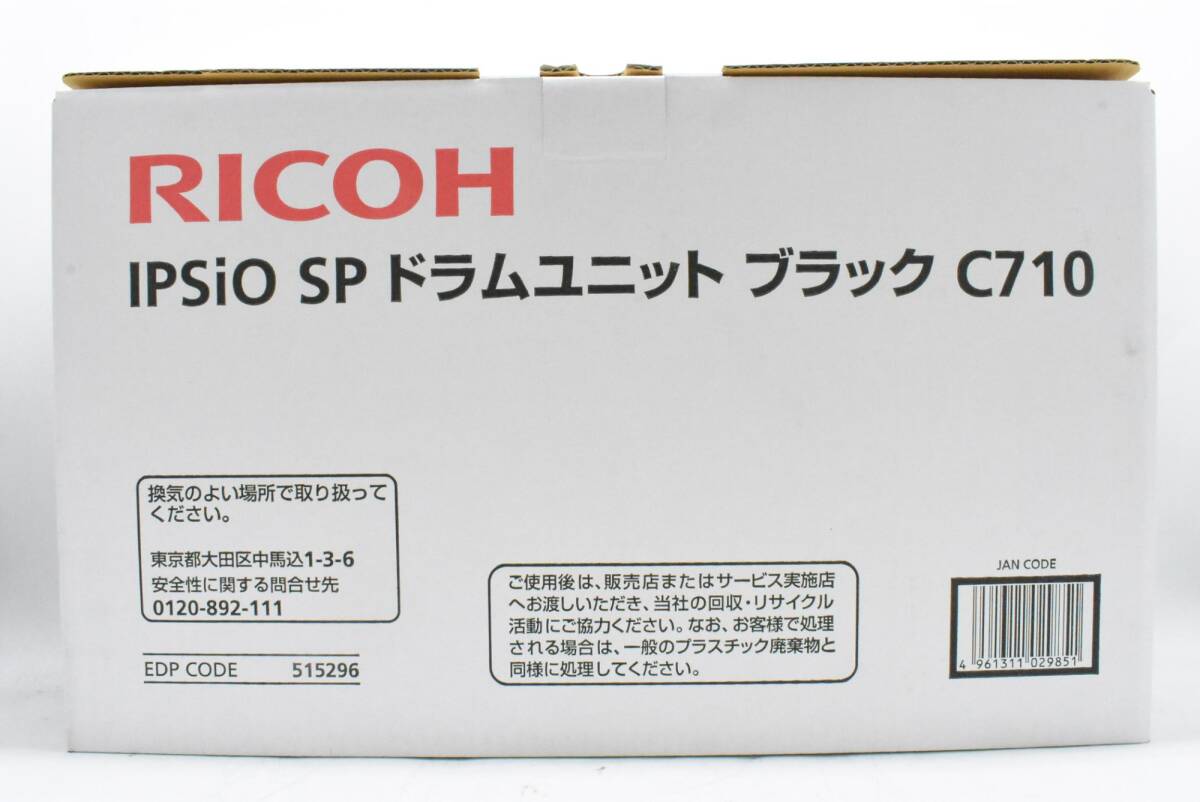 RICOH
IPSiO SP ドラムユニット ブラック C710
換気のよい場所で取り扱って
ください。
東京都大田区中馬込1-3-6
安全性に関する問合せ先
0120-892-111
EDP CODE 515296
ご使用後は、販売店またはサービス実施店
へお渡しいただき、当社の回収・リサイクル
活動にご協力ください。なお、お客様で処理
される場合は、一般のプラスチック廃棄物と
同様に処理してください。
JAN CODE
4 961311 029851